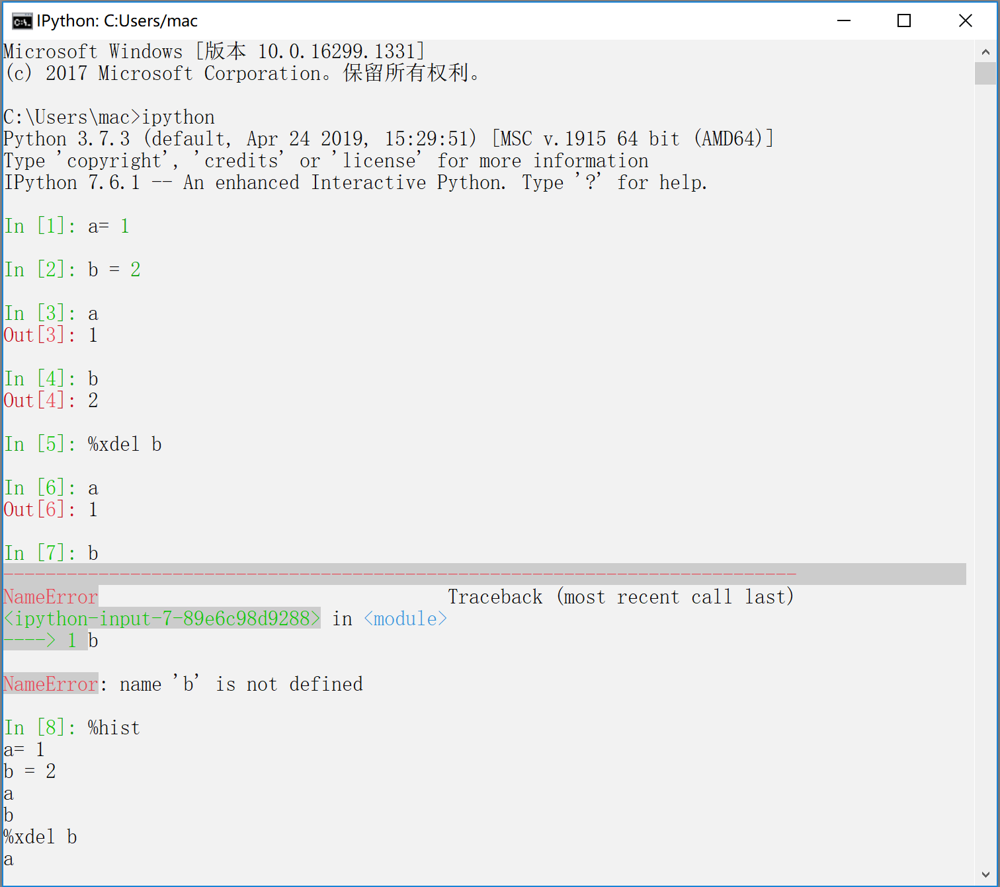 IPython: C:Users/mac
Microsoft Windows [版本 10.0.16299.1331]
(c) 2017 Microsoft Corporation。保留所有权利。
C:\Users\mac>ipython
Python 3.7.3 (default, Apr 24 2019, 15:29:51) [MSC v.1915 64 bit (AMD64)]
Type 'copyright', 'credits' or 'license' for more information
IPython 7.6.1 -- An enhanced Interactive Python. Type '?' for help.
In [1]: a= 1
In [2]: b = 2
In [3]: a
Out[3]: 1
In [4]: b
Out[4]: 2
In [5]: %xdel b
In [6]: a
Out[6]: 1
In [7]: b
---------------------------------------------------------------------------
NameError                                 Traceback (most recent call last)
<ipython-input-7-89e6c98d9288> in <module>
----> 1 b
NameError: name 'b' is not defined
In [8]: %hist
a= 1
b = 2
a
b
%xdel b
a